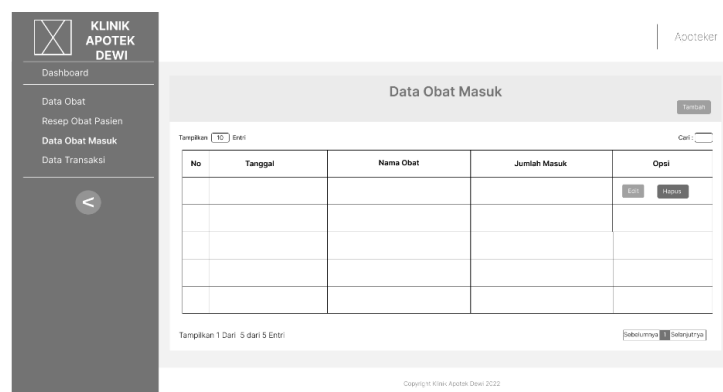 KLINIK
APOTEK
DEWI
Apoteker
Dashboard
Data Obat
Resep Obat Pasien
Data Obat Masuk
Data Transaksi
<
Data Obat Masuk
Tambah
Tampilkan 10 Entri
Cari :
No Tanggal Nama Obat Jumlah Masuk Opsi
Edit Hapus
Tampilkan 1 Dari 5 dari 5 Entri
Sebelumnya 1 Selanjutnya
Copyright Klinik Apotek Dewi 2022